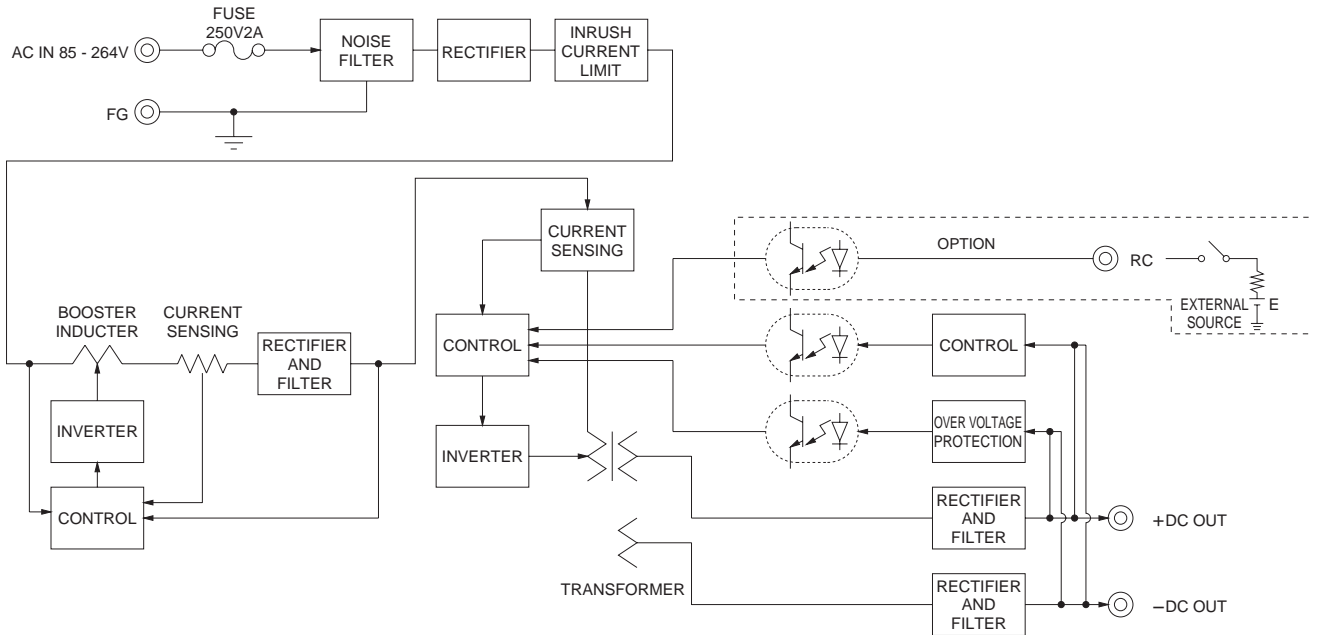 FUSE
250V2A
AC IN 85 - 264V
NOISE
FILTER
RECTIFIER
INRUSH
CURRENT
LIMIT
FG
CURRENT
SENSING
OPTION
RC
EXTERNAL
SOURCE
E
BOOSTER
INDUCTER
CURRENT
SENSING
RECTIFIER
AND
FILTER
CONTROL
CONTROL
INVERTER
INVERTER
OVER VOLTAGE
PROTECTION
CONTROL
RECTIFIER
AND
FILTER
+DC OUT
TRANSFORMER
RECTIFIER
AND
FILTER
–DC OUT